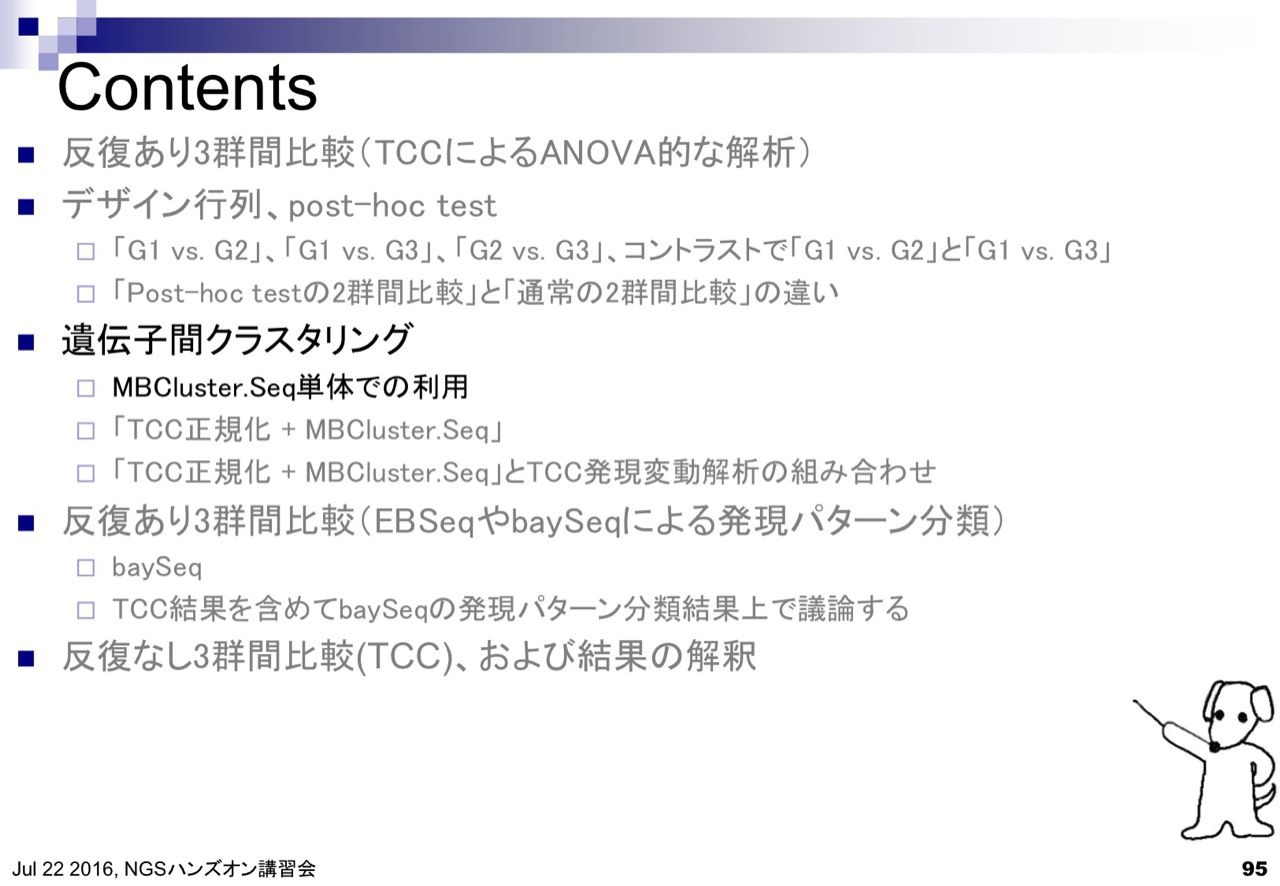 Contents
反復あり3群間比較（TCCによるANOVA的な解析）
デザイン行列、post-hoc test
「G1 vs. G2」、「G1 vs. G3」、「G2 vs. G3」、コントラストで「G1 vs. G2」と「G1 vs. G3」
「Post-hoc testの2群間比較」と「通常の2群間比較」の違い
遺伝子間クラスタリング
MBCluster.Seq単体での利用
「TCC正規化 + MBCluster.Seq」
「TCC正規化 + MBCluster.Seq」とTCC発現変動解析の組み合わせ
反復あり3群間比較（EBSeqやbaySeqによる発現パターン分類）
baySeq
TCC結果を含めてbaySeqの発現パターン分類結果上で議論する
反復なし3群間比較(TCC)、および結果の解釈
Jul 22 2016, NGSハンズオン講習会
95